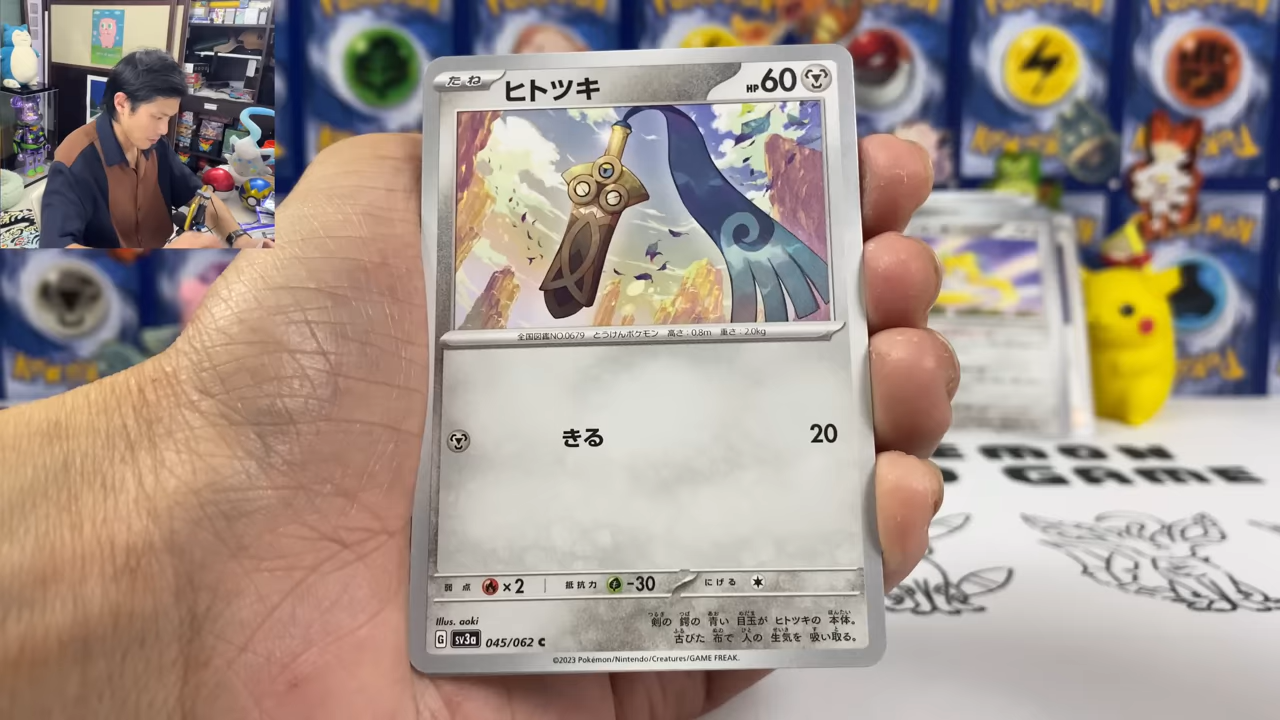 たね ヒトツキ HP60
全国図鑑NO.0679 とうけんポケモン 高さ:0.8m 重さ:2.0kg
きる 20
弱点 ×2 抵抗力 -30 にげる
Illus. aoki
剣の 鍔の 青い 目玉が ヒトツキの 本体。
古びた 布で 人の 生気を 吸い取る。
G sv3a 045/062 C
©2023 Pokémon/Nintendo/Creatures/GAME FREAK.
GAME